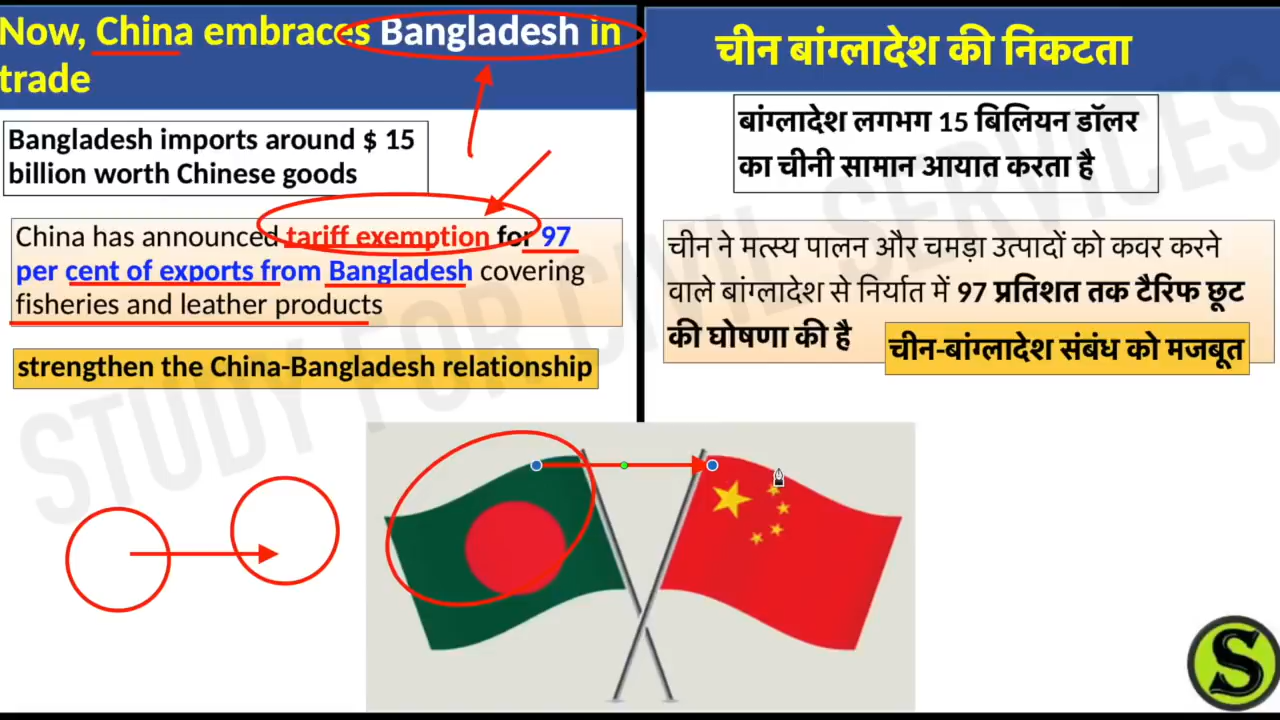 Now, China embraces Bangladesh in
trade
Bangladesh imports around $ 15
billion worth Chinese goods
China has announced tariff exemption for 97
per cent of exports from Bangladesh covering
fisheries and leather products
strengthen the China-Bangladesh relationship
चीन बांग्लादेश की निकटता
बांग्लादेश लगभग 15 बिलियन डॉलर
का चीनी सामान आयात करता है
चीन ने मत्स्य पालन और चमड़ा उत्पादों को कवर करने
वाले बांग्लादेश से निर्यात में 97 प्रतिशत तक टैरिफ छूट
की घोषणा की है
चीन-बांग्लादेश संबंध को मजबूत
STUDY FOR CIVIL SERVICES
S